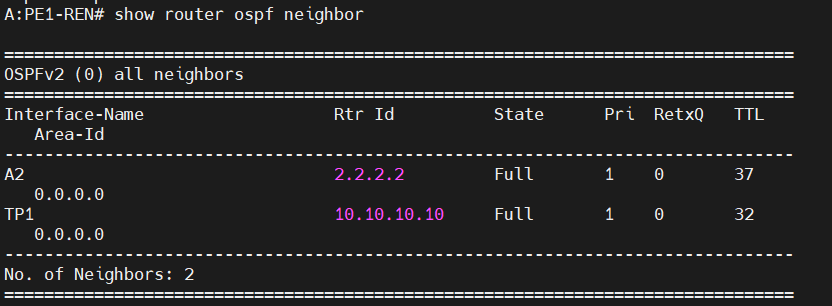 A:PE1-REN# show router ospf neighbor
===============================================================================
OSPFv2 (0) all neighbors
===============================================================================
Interface-Name                   Rtr Id          State      Pri  RetxQ   TTL
   Area-Id
-------------------------------------------------------------------------------
A2                               2.2.2.2         Full       1    0       37
   0.0.0.0
TP1                              10.10.10.10     Full       1    0       32
   0.0.0.0
-------------------------------------------------------------------------------
No. of Neighbors: 2
===============================================================================